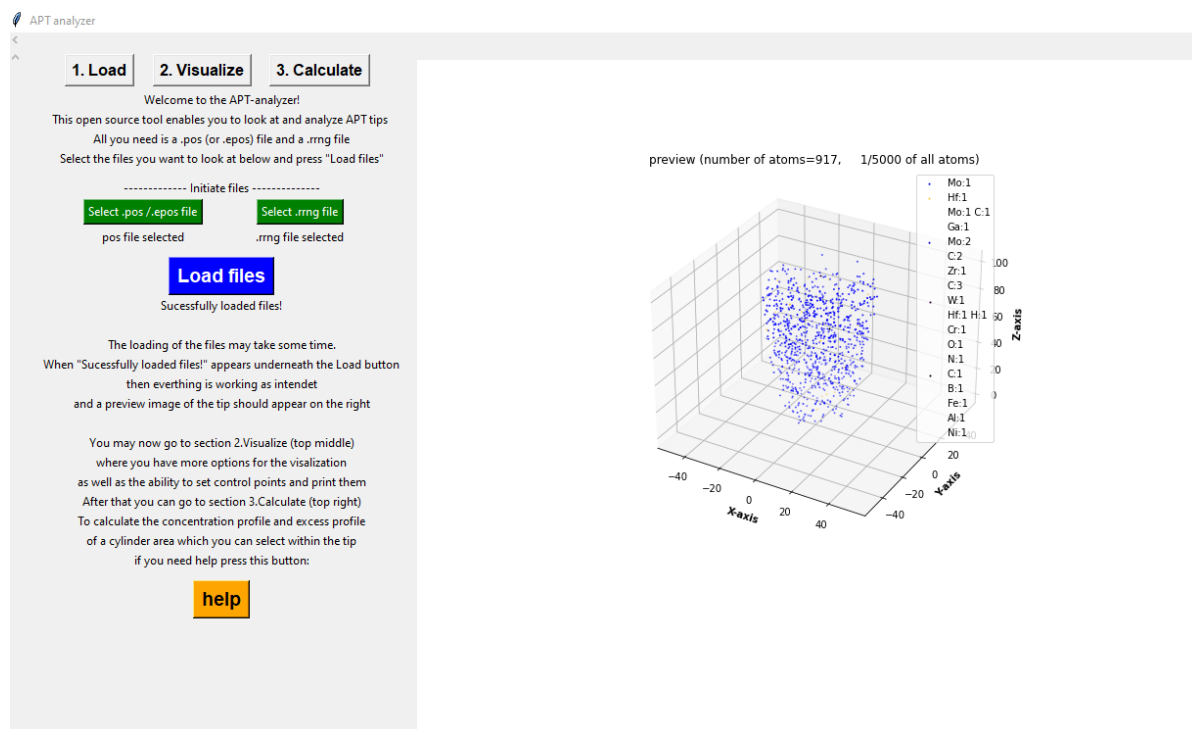 APT analyzer
1. Load
2. Visualize
3. Calculate
Welcome to the APT-analyzer!
This open source tool enables you to look at and analyze APT tips
All you need is a .pos (or .epos) file and a .rrng file
Select the files you want to look at below and press "Load files"
------------- Initiate files --------------
Select .pos /.epos file
Select .rrng file
pos file selected
.rrng file selected
Load files
Sucessfully loaded files!
The loading of the files may take some time.
When "Sucessfully loaded files!" appears underneath the Load button
then everthing is working as intendet
and a preview image of the tip should appear on the right
You may now go to section 2.Visualize (top middle)
where you have more options for the visalization
as well as the ability to set control points and print them
After that you can go to section 3.Calculate (top right)
To calculate the concentration profile and excess profile
of a cylinder area which you can select within the tip
if you need help press this button:
help
preview (number of atoms=917, 1/5000 of all atoms)
Mo:1
Hf:1
Mo:1 C:1
Ga:1
Mo:2
C:2
Zr:1
C:3
W:1
Hf:1 H:1
Cr:1
O:1
N:1
C:1
B:1
Fe:1
Al:1
Ni:1
100
80
60
40
20
0
Z-axis
40
20
0
−20
−40
Y-axis
−40
−20
0
20
40
X-axis